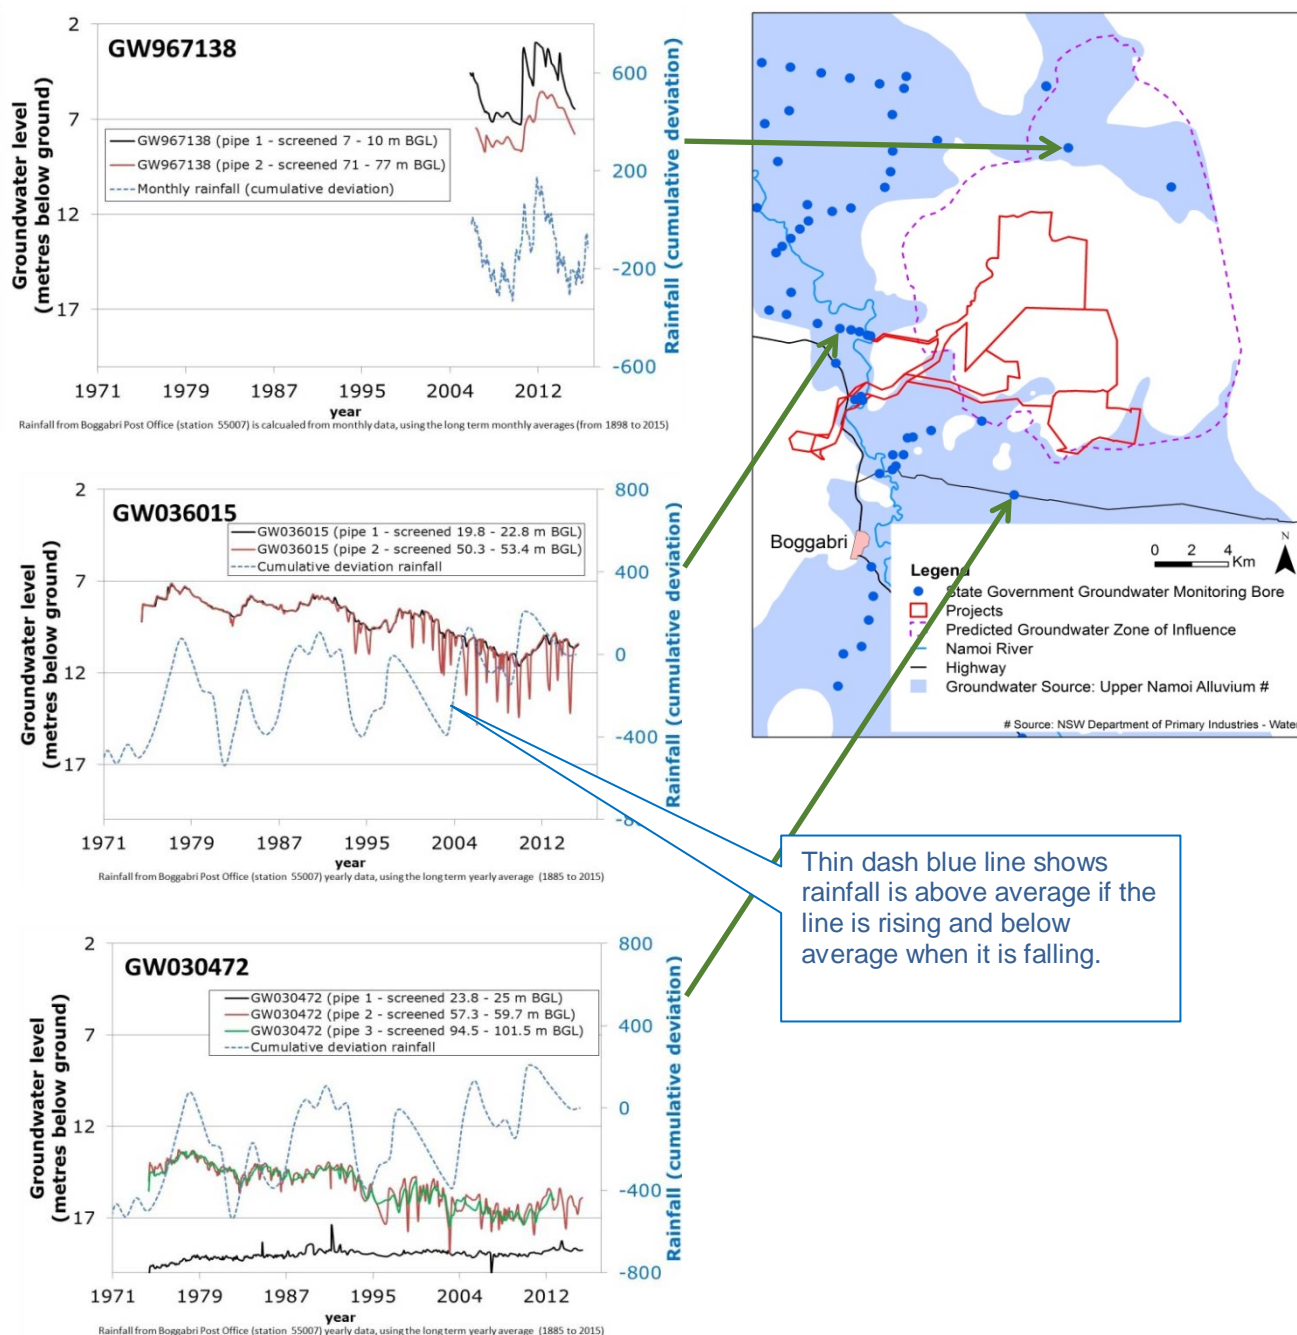 GW967138
Groundwater level
(metres below ground)
2
7
12
17
GW967138 (pipe 1 - screened 7 - 10 m BGL)
GW967138 (pipe 2 - screened 71 - 77 m BGL)
Monthly rainfall (cumulative deviation)
600
200
-200
-600
Rainfall (cumulative deviation)
1971 1979 1987 1995 2004 2012
year
Rainfall from Boggabri Post Office (station 55007) is calcualed from monthly data, using the long term monthly averages (from 1898 to 2015)
GW036015
Groundwater level
(metres below ground)
2
7
12
17
GW036015 (pipe 1 - screened 19.8 - 22.8 m BGL)
GW036015 (pipe 2 - screened 50.3 - 53.4 m BGL)
Cumulative deviation rainfall
800
400
0
-400
Rainfall (cumulative deviation)
1971 1979 1987 1995 2004 2012
year
Rainfall from Boggabri Post Office (station 55007) yearly data, using the long term yearly average (1885 to 2015)
GW030472
Groundwater level
(metres below ground)
2
7
12
17
GW030472 (pipe 1 - screened 23.8 - 25 m BGL)
GW030472 (pipe 2 - screened 57.3 - 59.7 m BGL)
GW030472 (pipe 3 - screened 94.5 - 101.5 m BGL)
Cumulative deviation rainfall
800
400
0
-400
-800
Rainfall (cumulative deviation)
1971 1979 1987 1995 2004 2012
year
Rainfall from Boggabri Post Office (station 55007) yearly data, using the long term yearly average (1885 to 2015)
Boggabri
0 2 4
Km
N
Legend
State Government Groundwater Monitoring Bore
Projects
Predicted Groundwater Zone of Influence
Namoi River
Highway
Groundwater Source: Upper Namoi Alluvium #
# Source: NSW Department of Primary Industries - Water
Thin dash blue line shows
rainfall is above average if the
line is rising and below
average when it is falling.